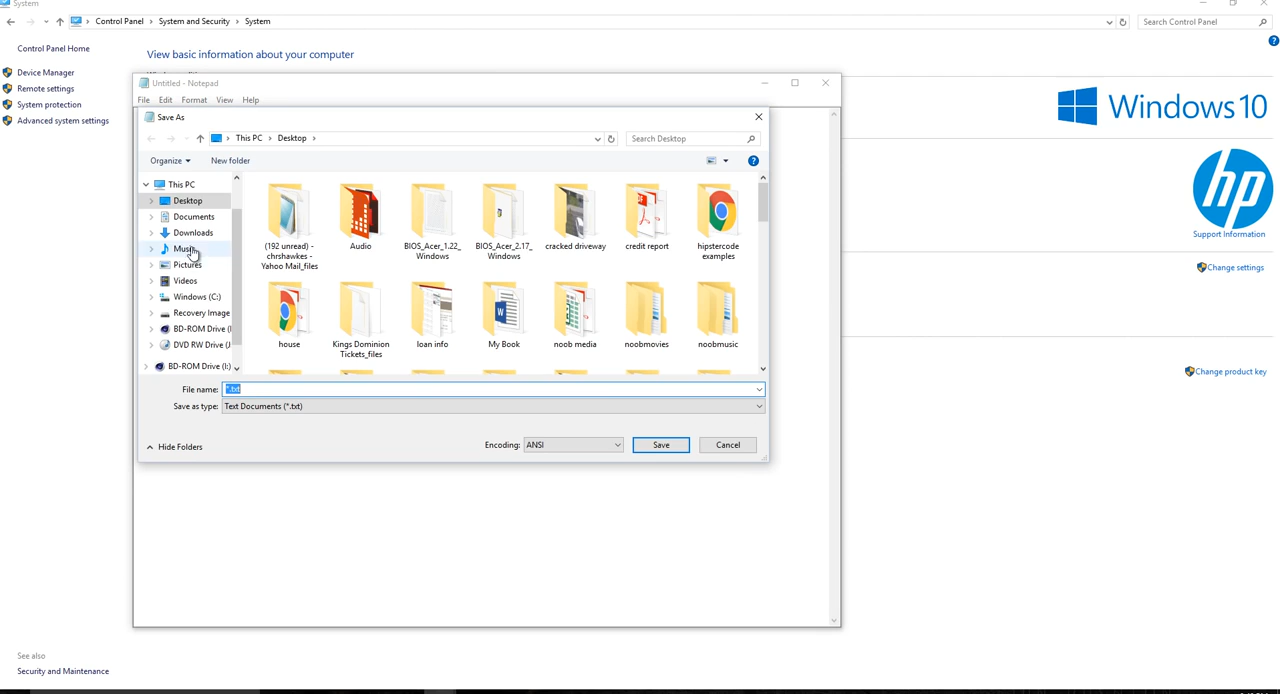 System
Control Panel > System and Security > System
Search Control Panel
Control Panel Home
View basic information about your computer
Device Manager
Remote settings
System protection
Advanced system settings
Untitled - Notepad
File Edit Format View Help
Save As
This PC > Desktop >
Search Desktop
Organize
New folder
This PC
Desktop
Documents
Downloads
Music
Pictures
Videos
Windows (C:)
Recovery Image
BD-ROM Drive (I
DVD RW Drive (J
BD-ROM Drive (I:)
(192 unread) -
chrshawkes -
Yahoo Mail_files
Audio
BIOS_Acer_1.22_
Windows
BIOS_Acer_2.17_
Windows
cracked driveway
credit report
hipstercode
examples
house
Kings Dominion
Tickets_files
loan info
My Book
noob media
noobmovies
noobmusic
File name: *.txt
Save as type: Text Documents (*.txt)
Hide Folders
Encoding: ANSI
Save
Cancel
Windows 10
hp
Support Information
Change settings
Change product key
See also
Security and Maintenance